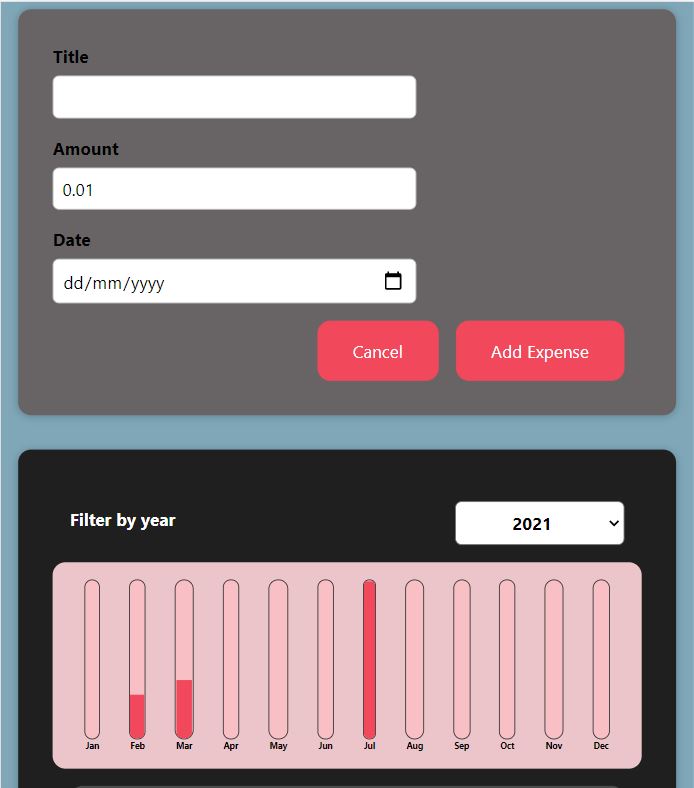 Title
Amount
0.01
Date
dd/mm/yyyy
Cancel Add Expense
Filter by year 2021
Jan Feb Mar Apr May Jun Jul Aug Sep Oct Nov Dec